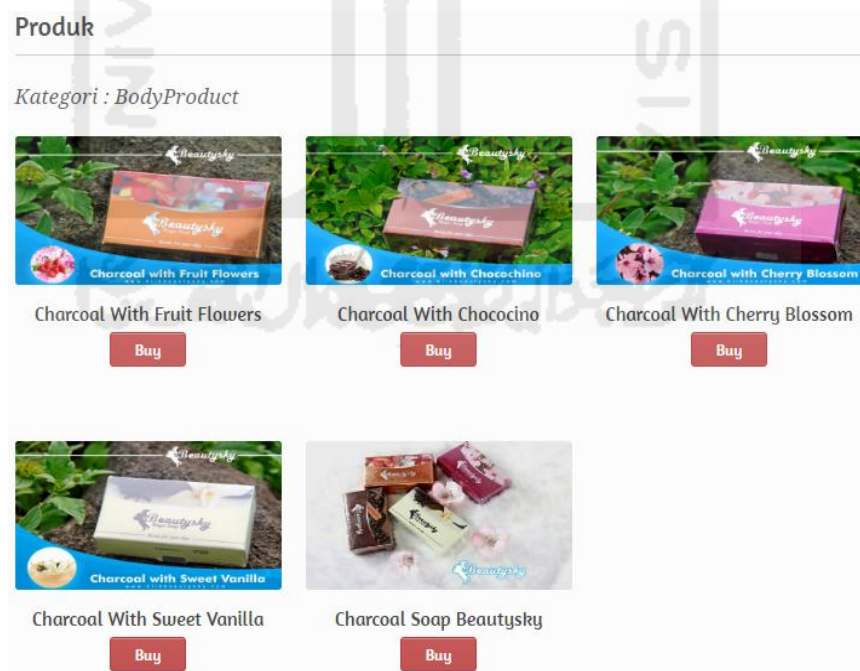 Produk
Kategori : BodyProduct
Beautysky
Beautysky
Charcoal with Fruit Flowers
Beautysky
Beautysky
Charcoal with Chocochino
Beautysky
Beautysky
Charcoal with Cherry Blossom
Charcoal With Fruit Flowers
Charcoal With Chococino
Charcoal With Cherry Blossom
Buy
Buy
Buy
Beautysky
Beautysky
Charcoal with Sweet Vanilla
Beautysky
Beautysky
Beautysky
Charcoal With Sweet Vanilla
Charcoal Soap Beautysky
Buy
Buy